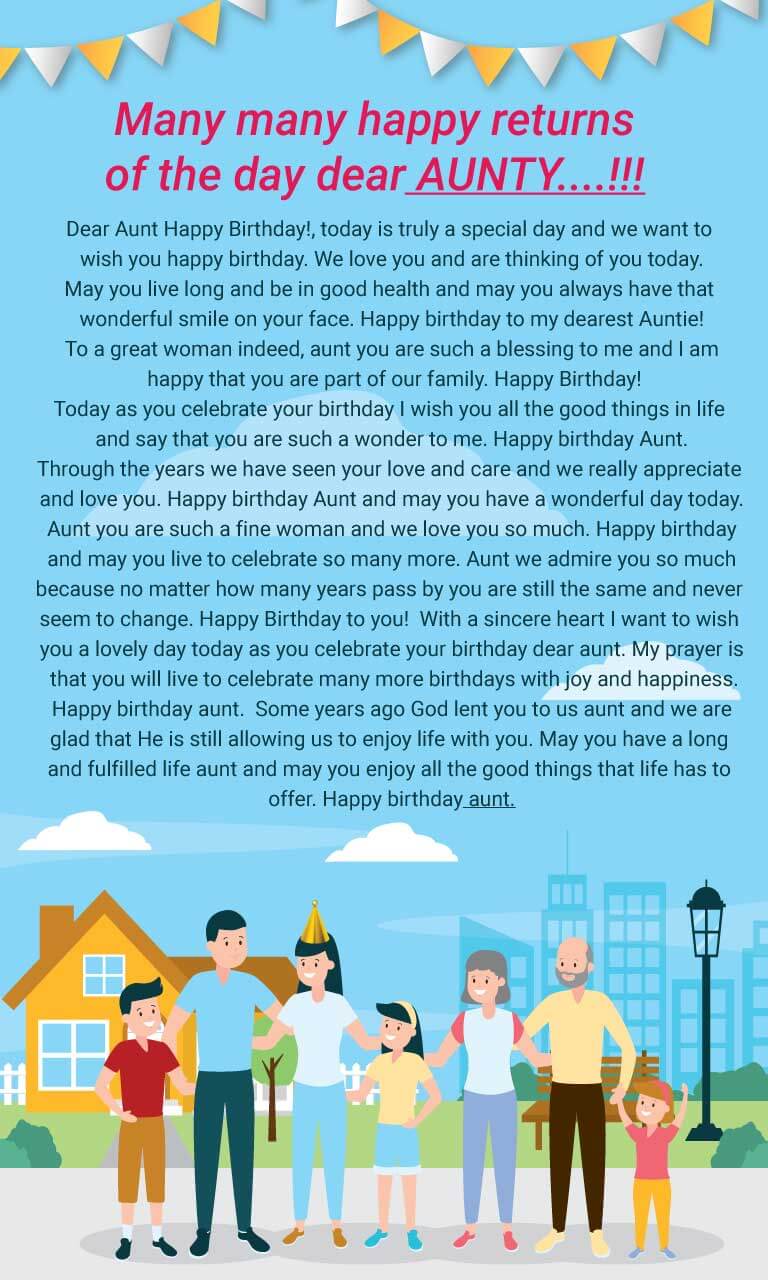 Many many happy returns
of the day dear AUNTY....!!!
Dear Aunt Happy Birthday!, today is truly a special day and we want to
wish you happy birthday. We love you and are thinking of you today.
May you live long and be in good health and may you always have that
wonderful smile on your face. Happy birthday to my dearest Auntie!
To a great woman indeed, aunt you are such a blessing to me and I am
happy that you are part of our family. Happy Birthday!
Today as you celebrate your birthday I wish you all the good things in life
and say that you are such a wonder to me. Happy birthday Aunt.
Through the years we have seen your love and care and we really appreciate
and love you. Happy birthday Aunt and may you have a wonderful day today.
Aunt you are such a fine woman and we love you so much. Happy birthday
and may you live to celebrate so many more. Aunt we admire you so much
because no matter how many years pass by you are still the same and never
seem to change. Happy Birthday to you!  With a sincere heart I want to wish
you a lovely day today as you celebrate your birthday dear aunt. My prayer is
that you will live to celebrate many more birthdays with joy and happiness.
Happy birthday aunt.  Some years ago God lent you to us aunt and we are
glad that He is still allowing us to enjoy life with you. May you have a long
and fulfilled life aunt and may you enjoy all the good things that life has to
offer. Happy birthday aunt.